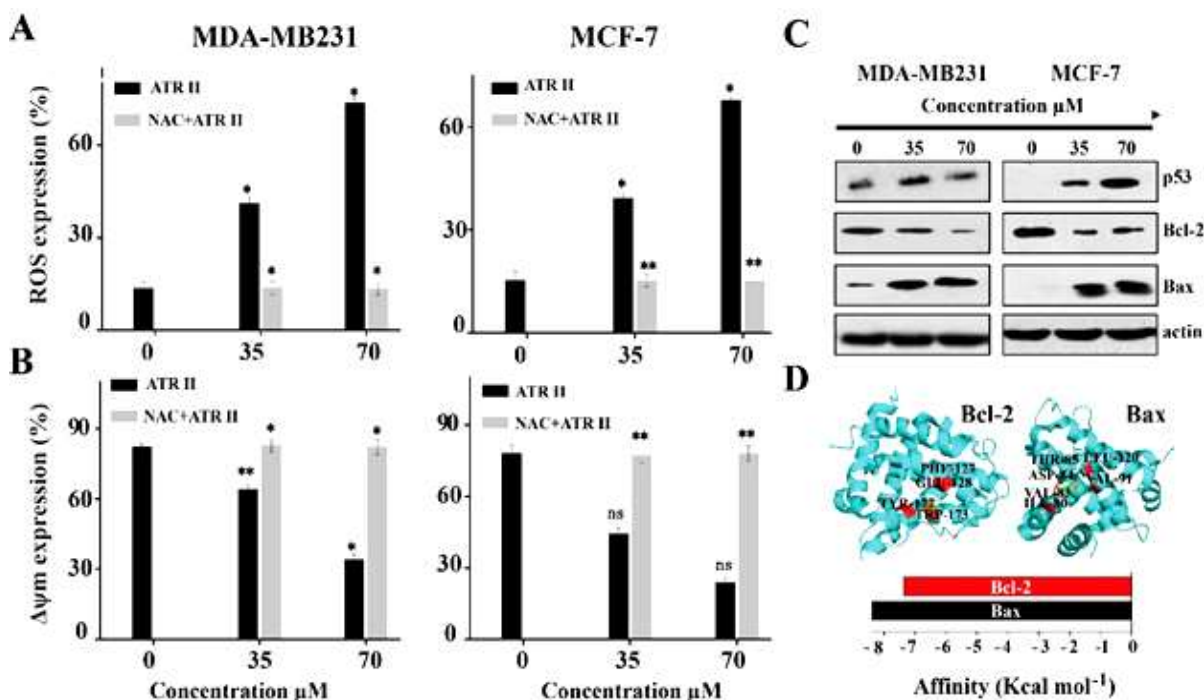 A
MDA-MB231
MCF-7
ROS expression (%)
60
30
0
ATR II
NAC+ATR II
*
*
*
*
0
35
70
60
30
0
ATR II
NAC+ATR II
*
**
*
**
0
35
70
B
Δψm expression (%)
90
60
30
0
ATR II
NAC+ATR II
**
*
*
*
0
35
70
Concentration µM
90
60
30
0
ATR II
NAC+ATR II
ns
**
ns
**
0
35
70
Concentration µM
C
MDA-MB231 MCF-7
Concentration µM
0 35 70 0 35 70
p53
Bcl-2
Bax
actin
D
Bcl-2
Bax
TRP-173
Bcl-2
Bax
-8 -7 -6 -5 -4 -3 -2 -1 0
Affinity (Kcal mol⁻¹)